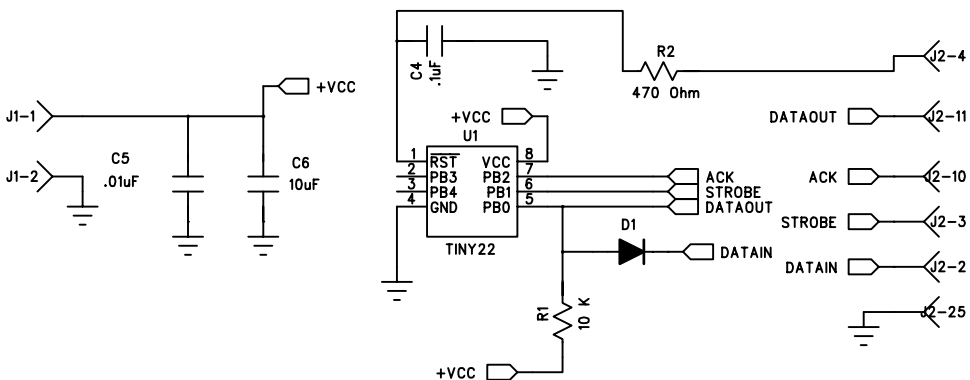 J1-1
J1-2
+VCC
C5
.01uF
C6
10uF
C4
.1uF
R2
470 Ohm
J2-4
+VCC
U1
1 RST VCC 8
2 PB3 PB2 7
3 PB4 PB1 6
4 GND PB0 5
TINY22
ACK
STROBE
DATAOUT
D1
DATAIN
R1
10 K
+VCC
DATAOUT J2-11
ACK J2-10
STROBE J2-3
DATAIN J2-2
J2-25